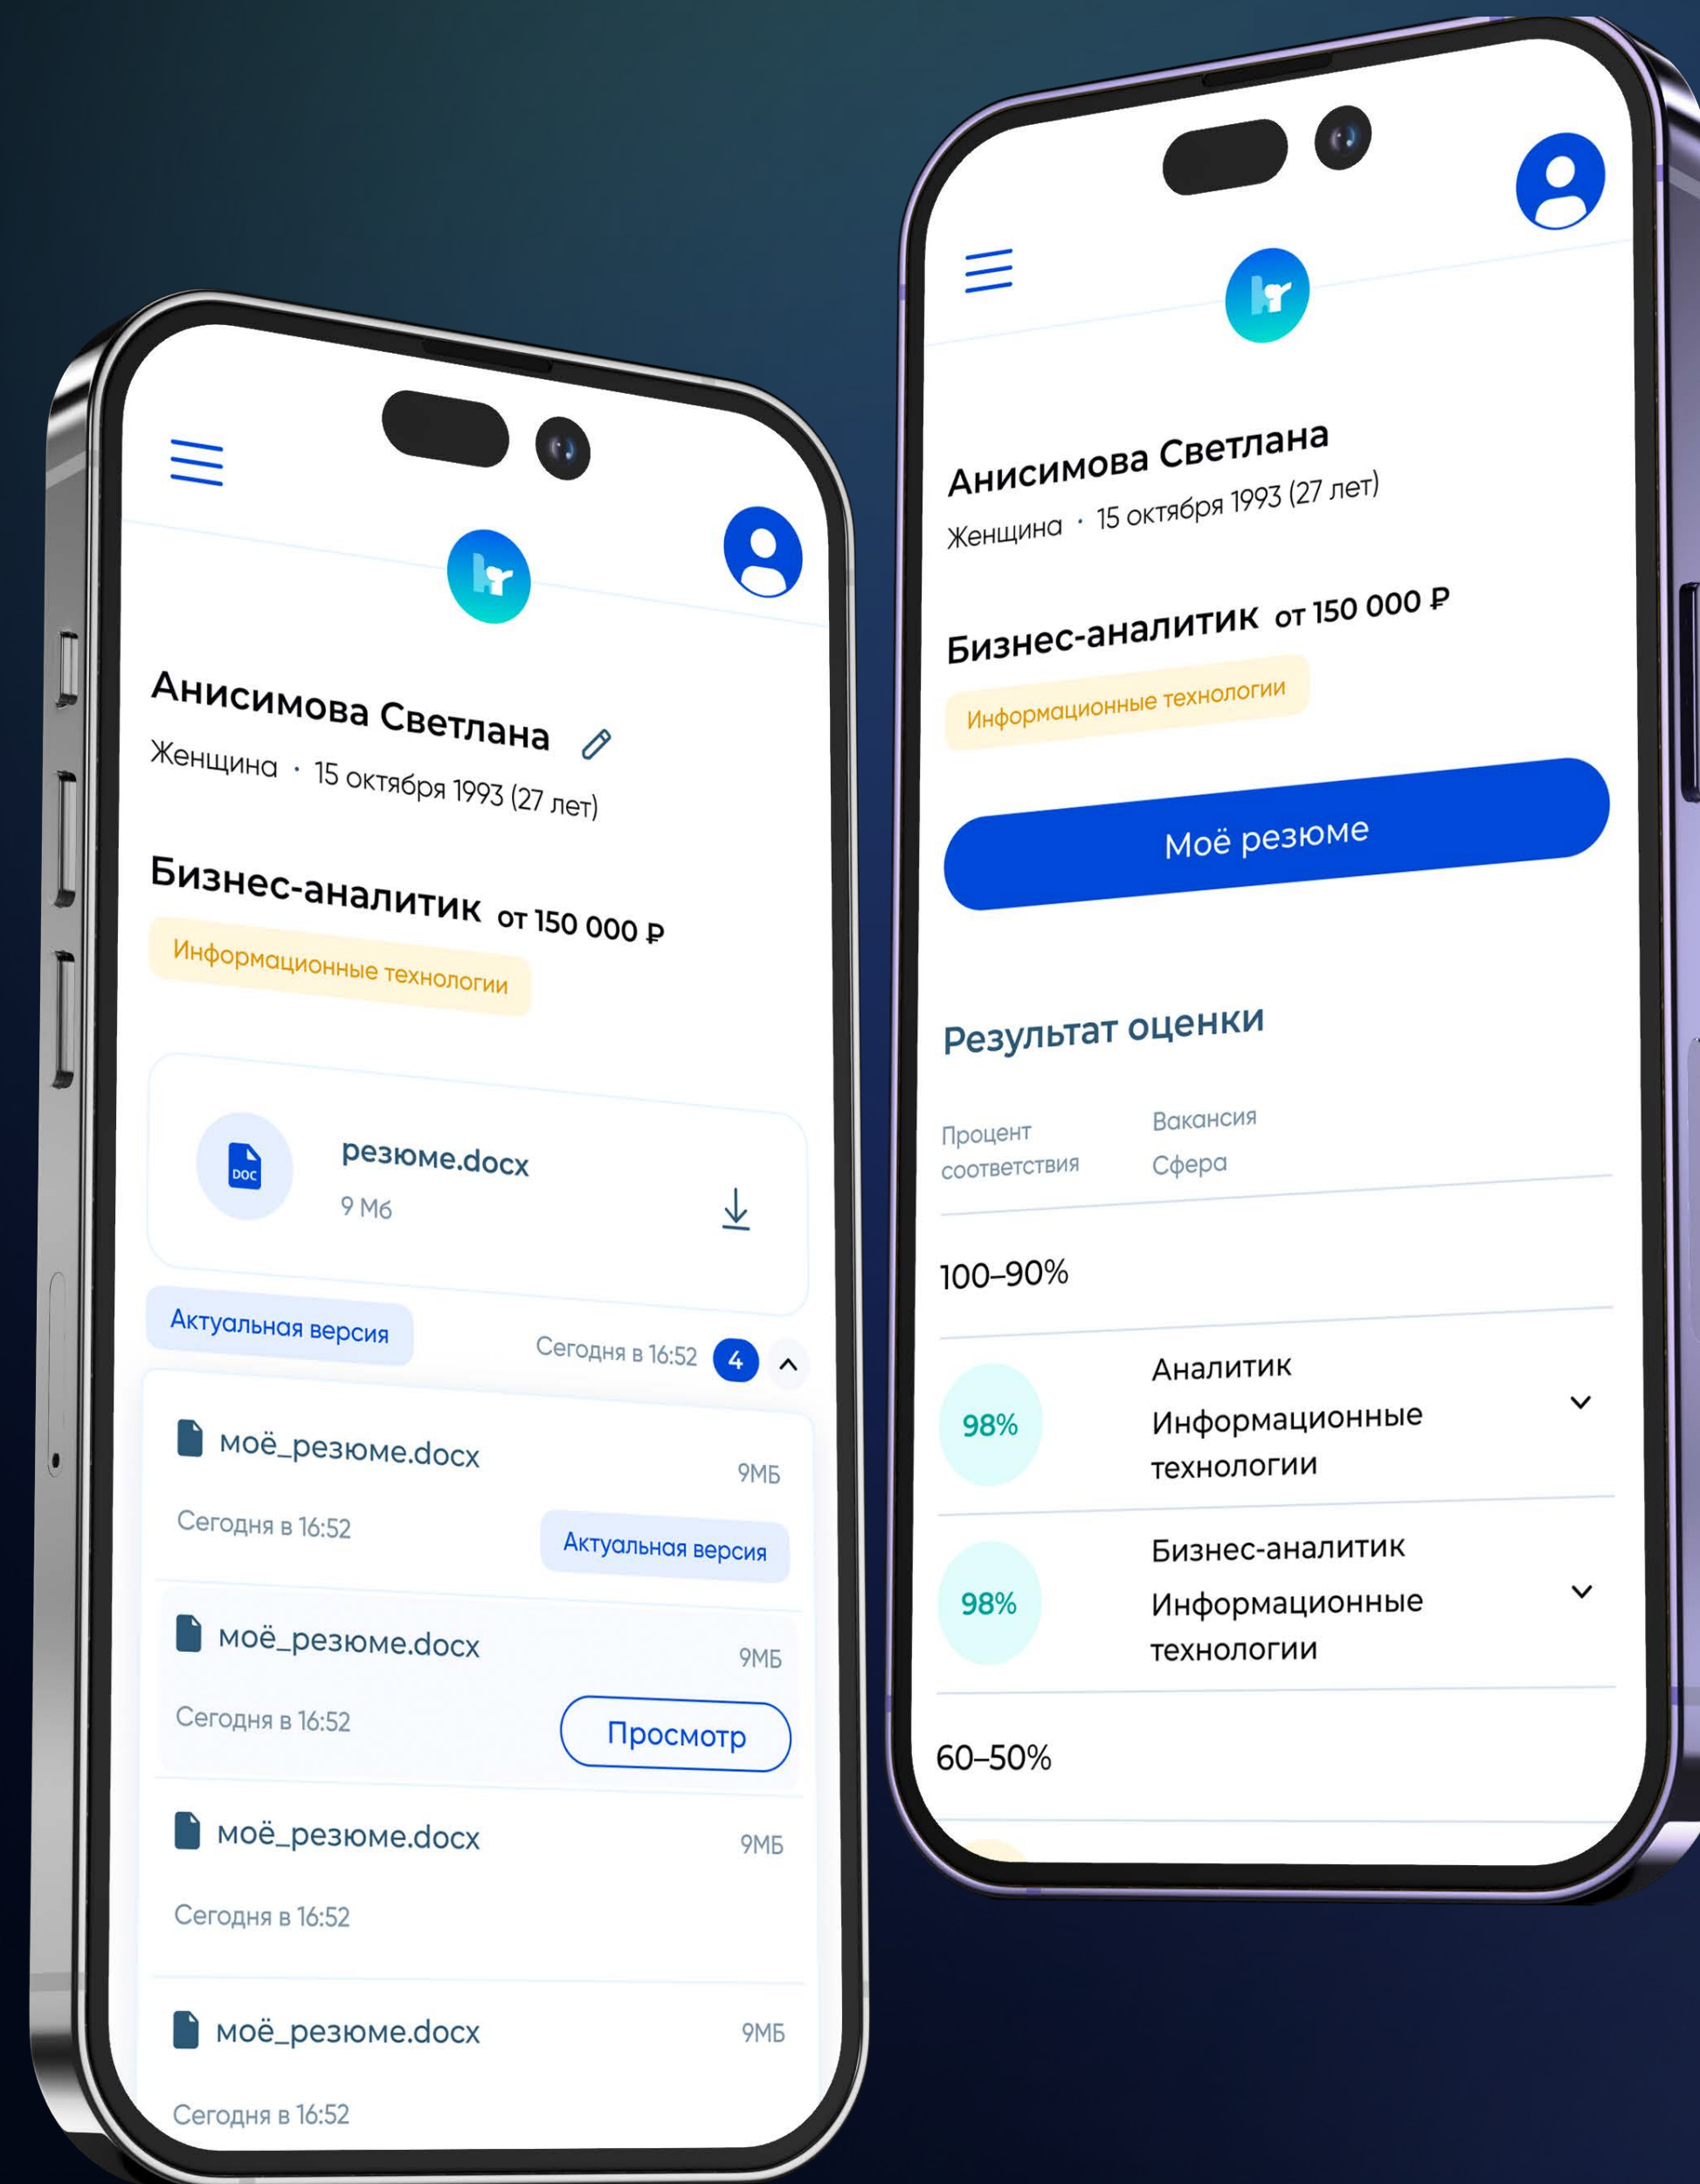 Анисимова Светлана
Женщина · 15 октября 1993 (27 лет)
Бизнес-аналитик от 150 000 ₽
Информационные технологии
DOC
резюме.docx
9 Мб
Актуальная версия
Сегодня в 16:52
4
моё_резюме.docx
9МБ
Сегодня в 16:52
Актуальная версия
моё_резюме.docx
9МБ
Сегодня в 16:52
Просмотр
моё_резюме.docx
9МБ
Сегодня в 16:52
моё_резюме.docx
9МБ
Сегодня в 16:52
hr
Анисимова Светлана
Женщина · 15 октября 1993 (27 лет)
Бизнес-аналитик от 150 000 ₽
Информационные технологии
Моё резюме
Результат оценки
Процент
соответствия
Вакансия
Сфера
100–90%
98%
Аналитик
Информационные
технологии
98%
Бизнес-аналитик
Информационные
технологии
60–50%